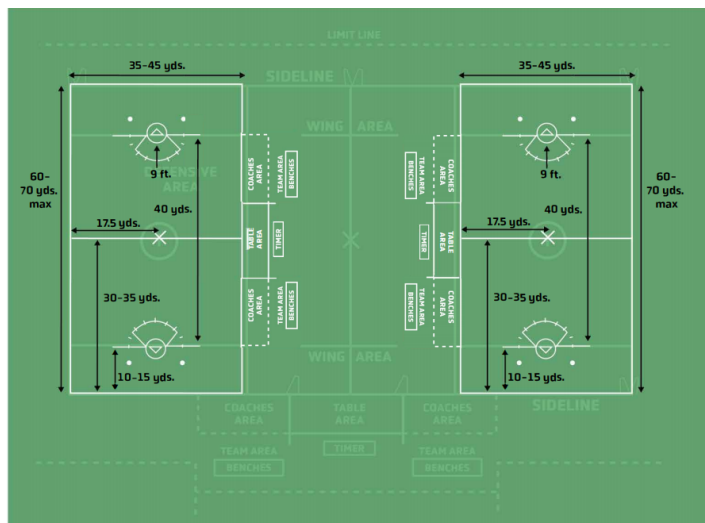 LIMIT LINE
35-45 yds.
35-45 yds.
SIDELINE
WING AREA
9 ft.
9 ft.
DEFENSIVE
AREA
COACHES
AREA
TEAM AREA
BENCHES
BENCHES
TEAM AREA
COACHES
AREA
60-
70 yds.
max
60-
70 yds.
max
40 yds.
40 yds.
17.5 yds.
17.5 yds.
TABLE
AREA
TIMER
TIMER
TABLE
AREA
30-35 yds.
30-35 yds.
COACHES
AREA
TEAM AREA
BENCHES
BENCHES
TEAM AREA
COACHES
AREA
WING AREA
10-15 yds.
10-15 yds.
SIDELINE
COACHES
AREA
TABLE
AREA
COACHES
AREA
TIMER
TEAM AREA
BENCHES
TEAM AREA
BENCHES